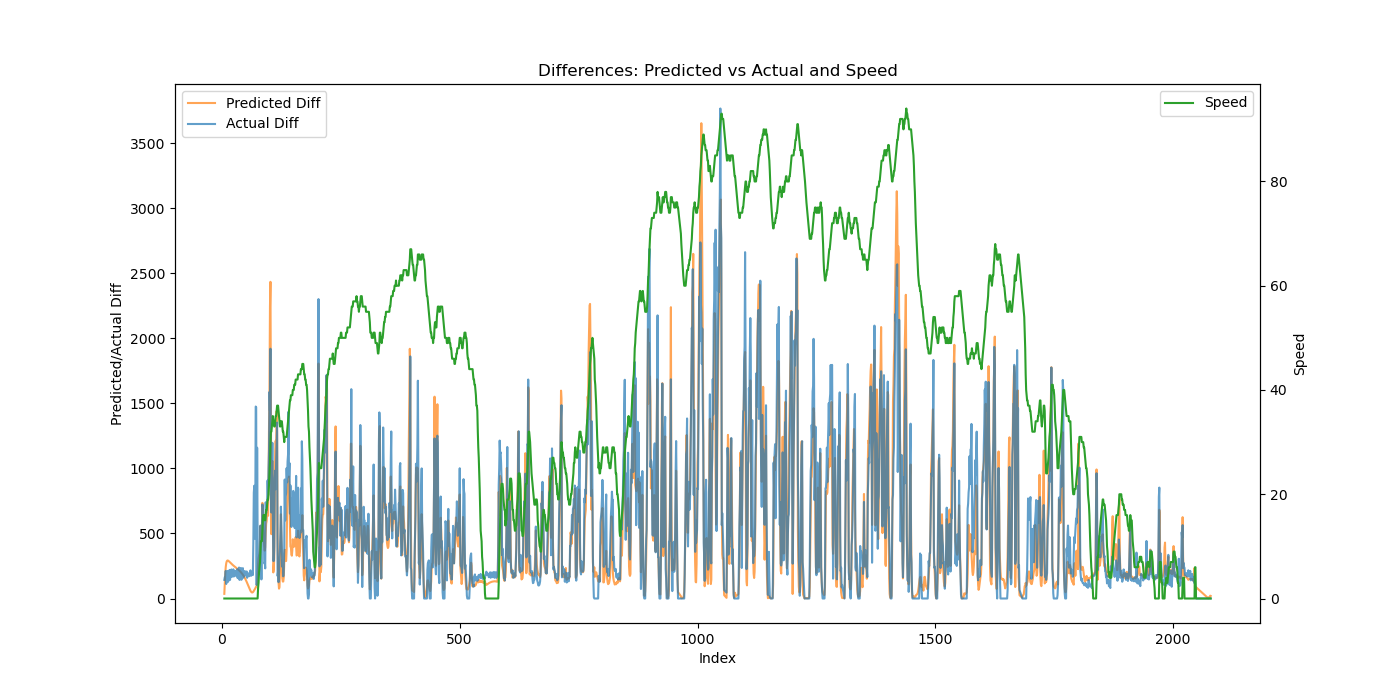 Differences: Predicted vs Actual and Speed
Predicted Diff
Actual Diff
Speed
3500
3000
2500
2000
1500
1000
500
0
Predicted/Actual Diff
80
60
40
20
0
Speed
0 500 1000 1500 2000
Index